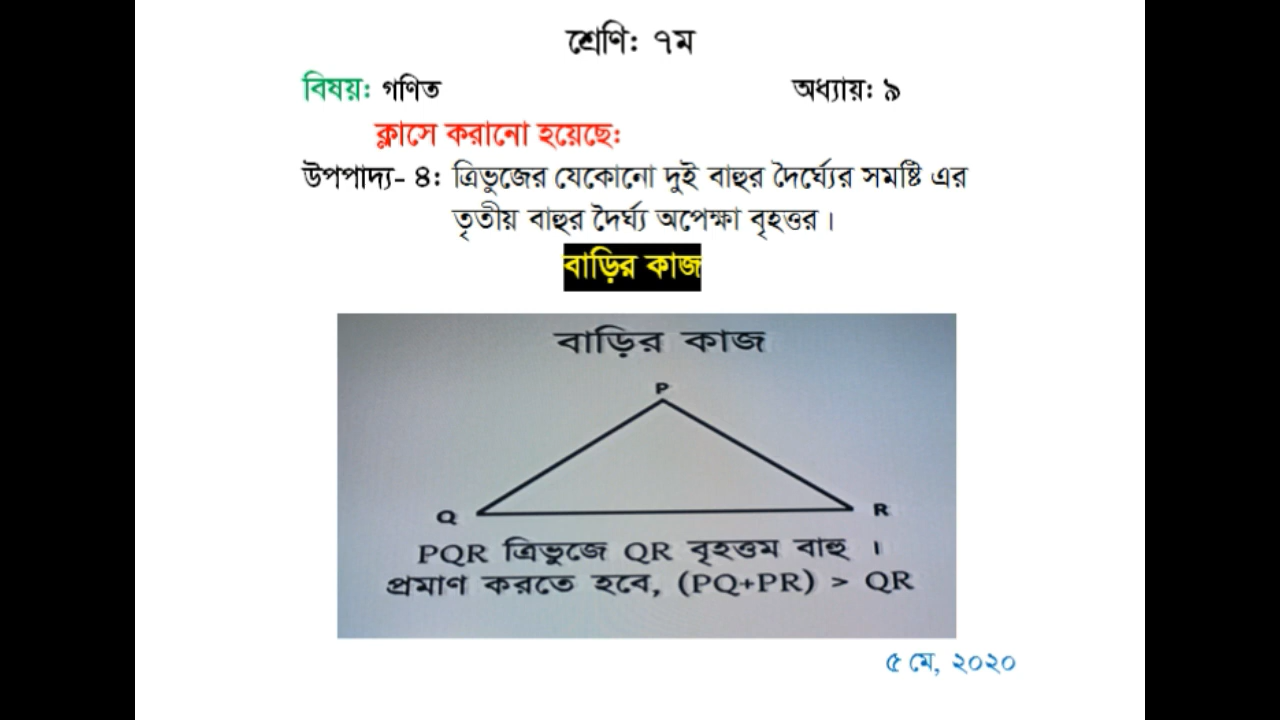 শ্রেণি: ৭ম
বিষয়: গণিত অধ্যায়: ৯
ক্লাসে করানো হয়েছে:
উপপাদ্য- ৪: ত্রিভুজের যেকোনো দুই বাহুর দৈর্ঘ্যের সমষ্টি এর
তৃতীয় বাহুর দৈর্ঘ্য অপেক্ষা বৃহত্তর।
বাড়ির কাজ
বাড়ির কাজ
P
Q R
PQR ত্রিভুজে QR বৃহত্তম বাহু ।
প্রমাণ করতে হবে, (PQ+PR) > QR
৫ মে, ২০২০